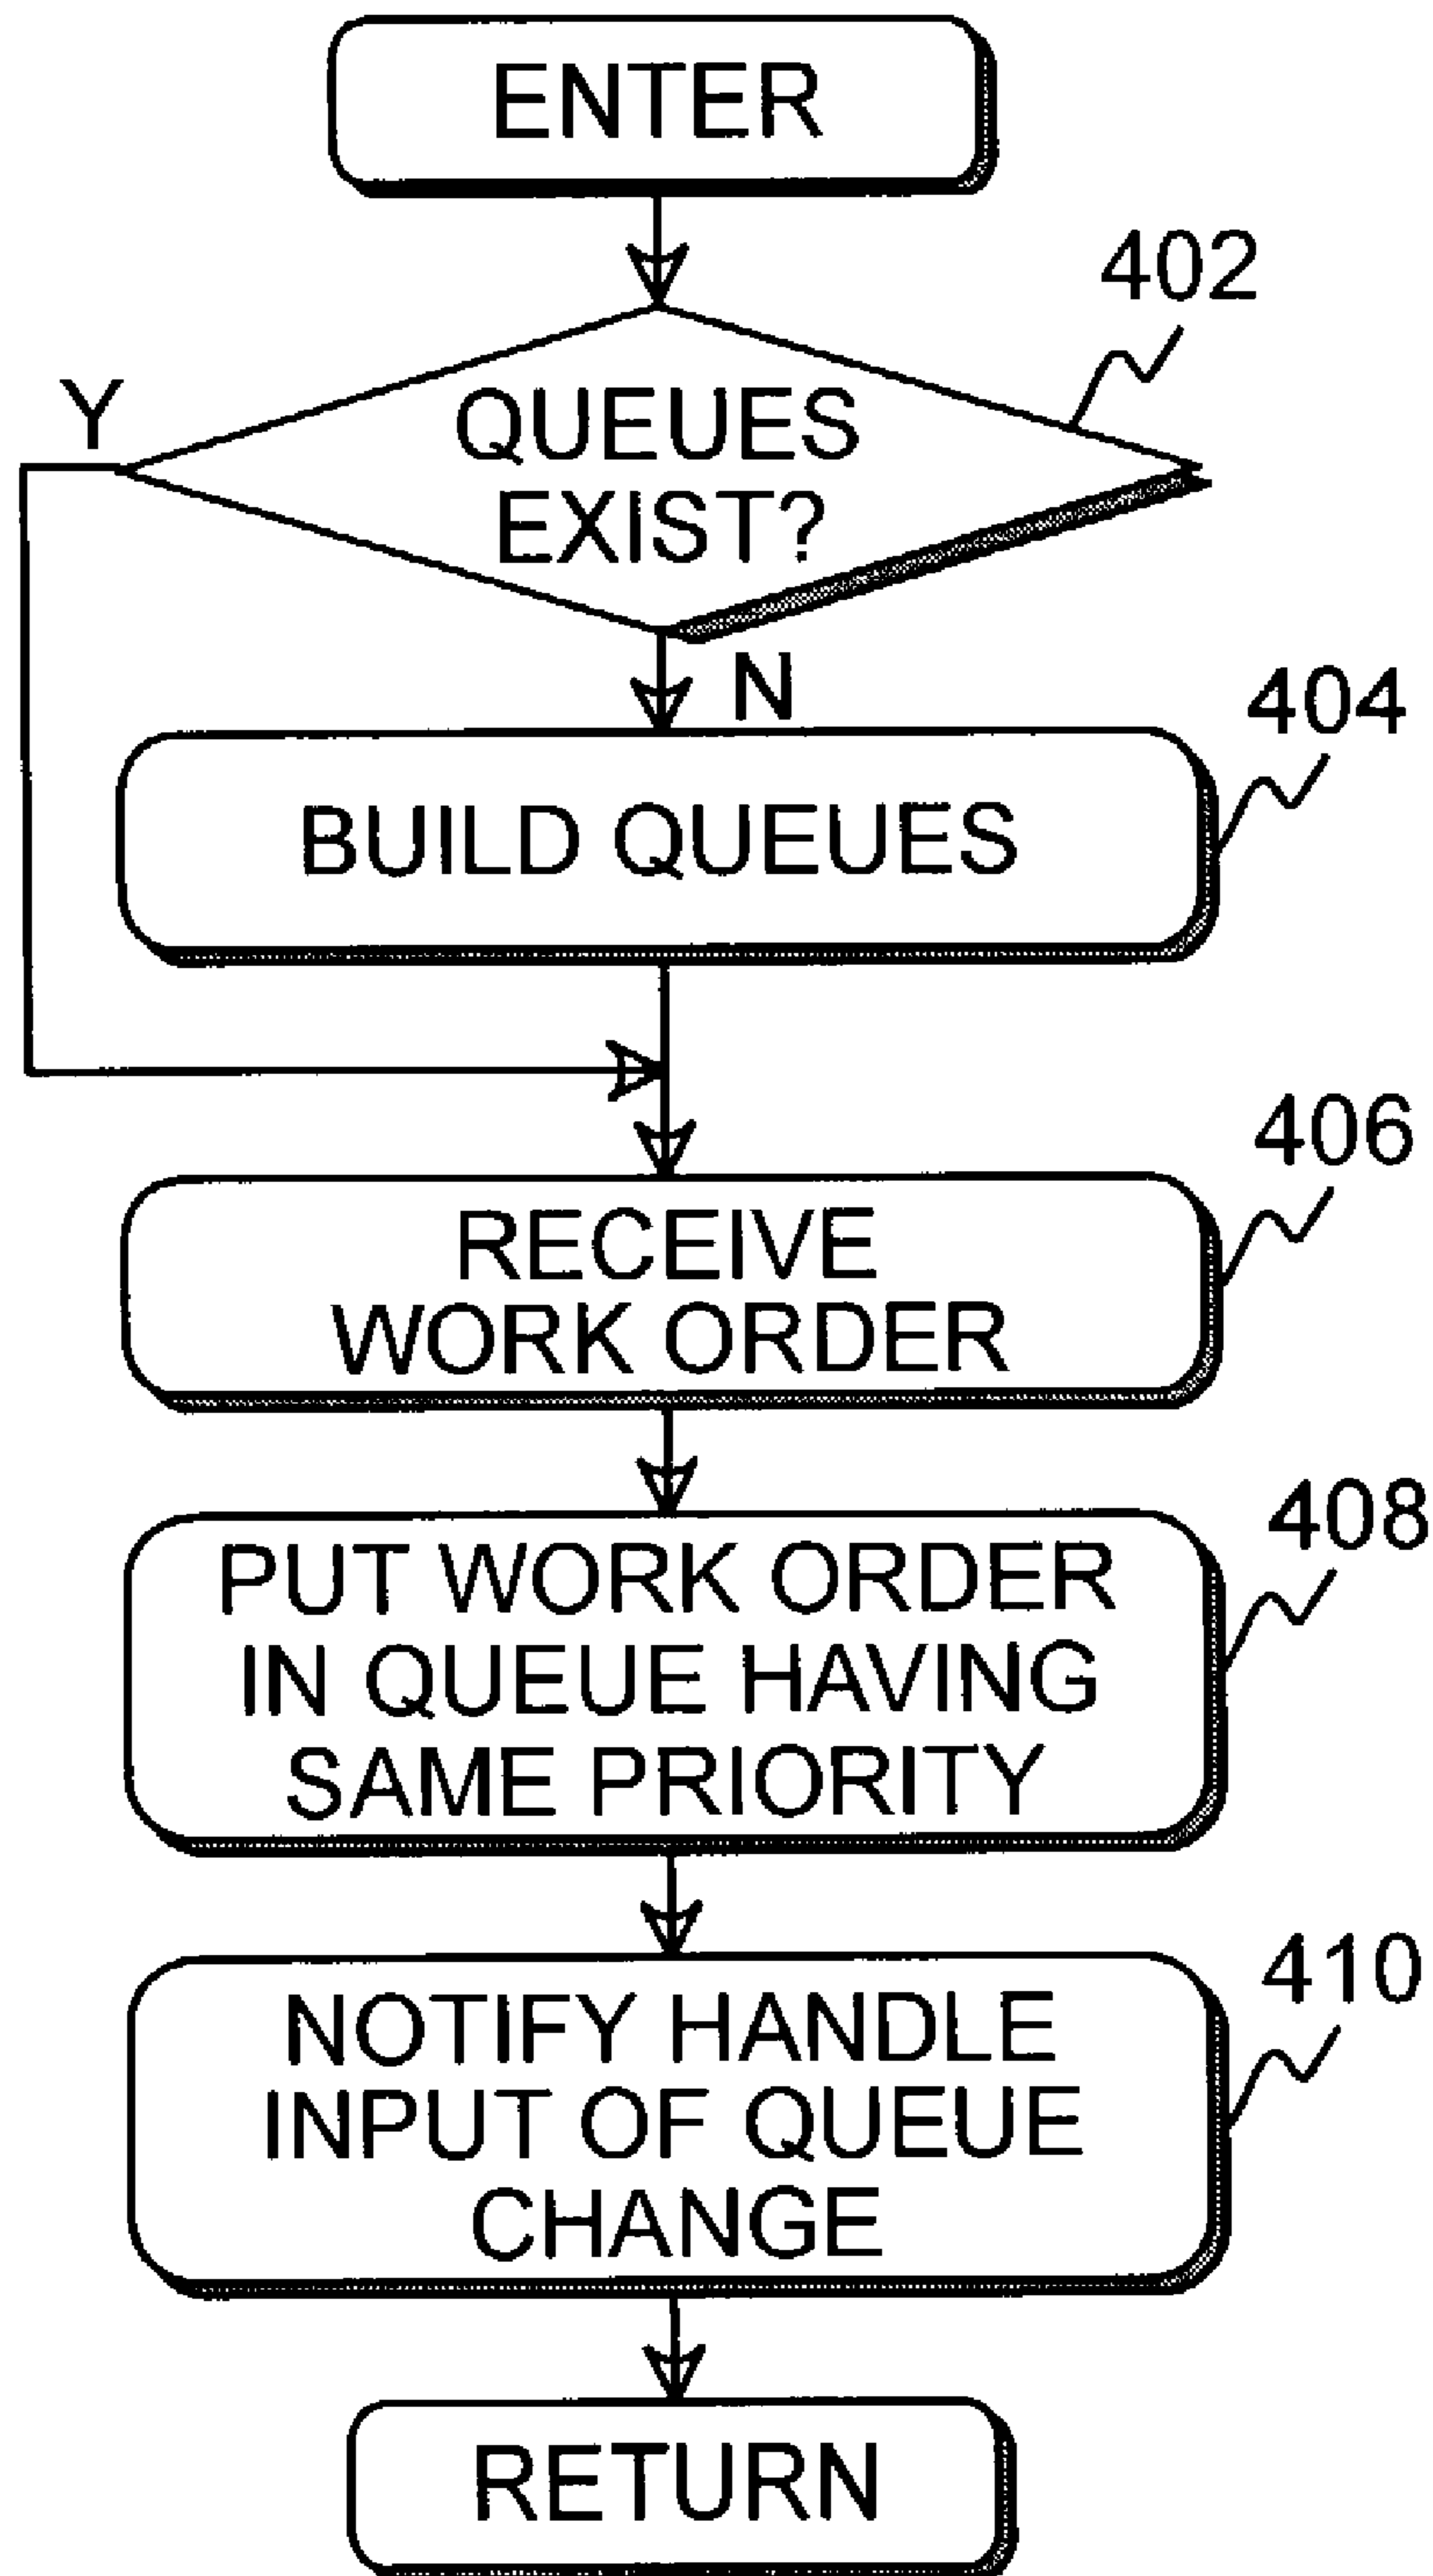 ENTER
402
Y
QUEUES
EXIST?
N
404
BUILD QUEUES
406
RECEIVE
WORK ORDER
408
PUT WORK ORDER
IN QUEUE HAVING
SAME PRIORITY
410
NOTIFY HANDLE
INPUT OF QUEUE
CHANGE
RETURN